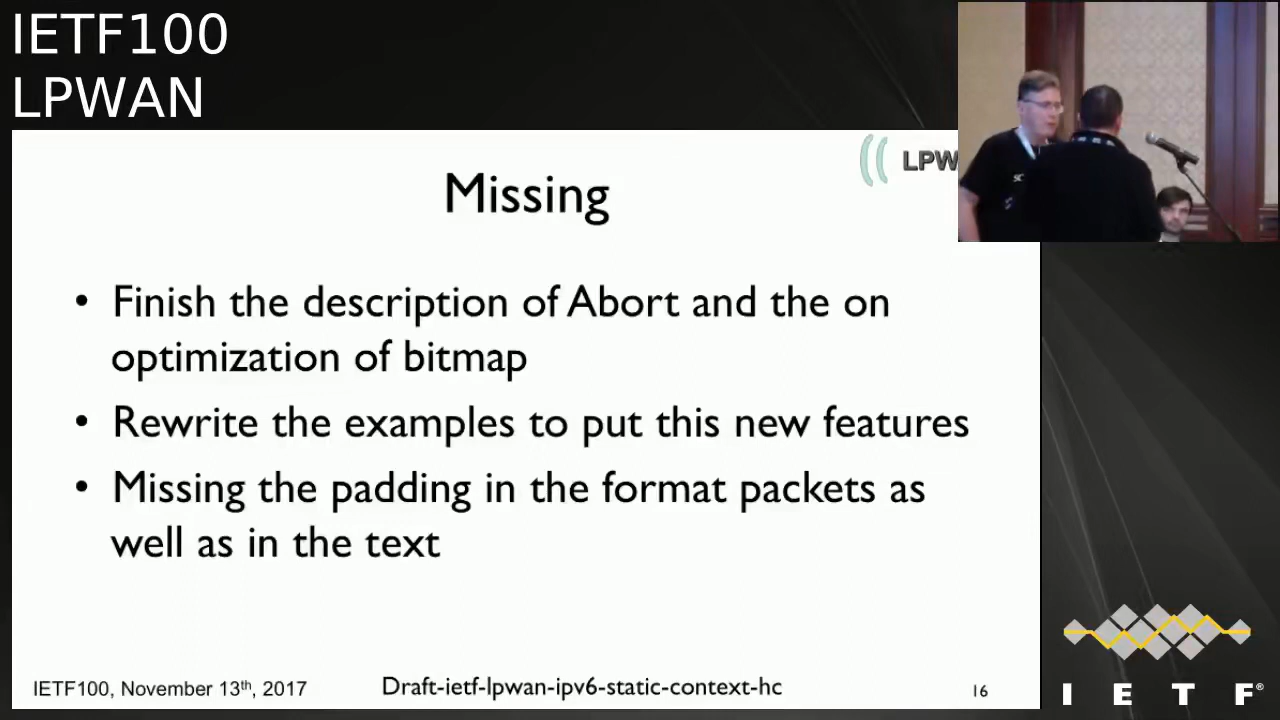 IETF100
LPWAN
LPW
Missing
• Finish the description of Abort and the on
optimization of bitmap
• Rewrite the examples to put this new features
• Missing the padding in the format packets as
well as in the text
IETF100, November 13th, 2017
Draft-ietf-lpwan-ipv6-static-context-hc
16
I E T F®